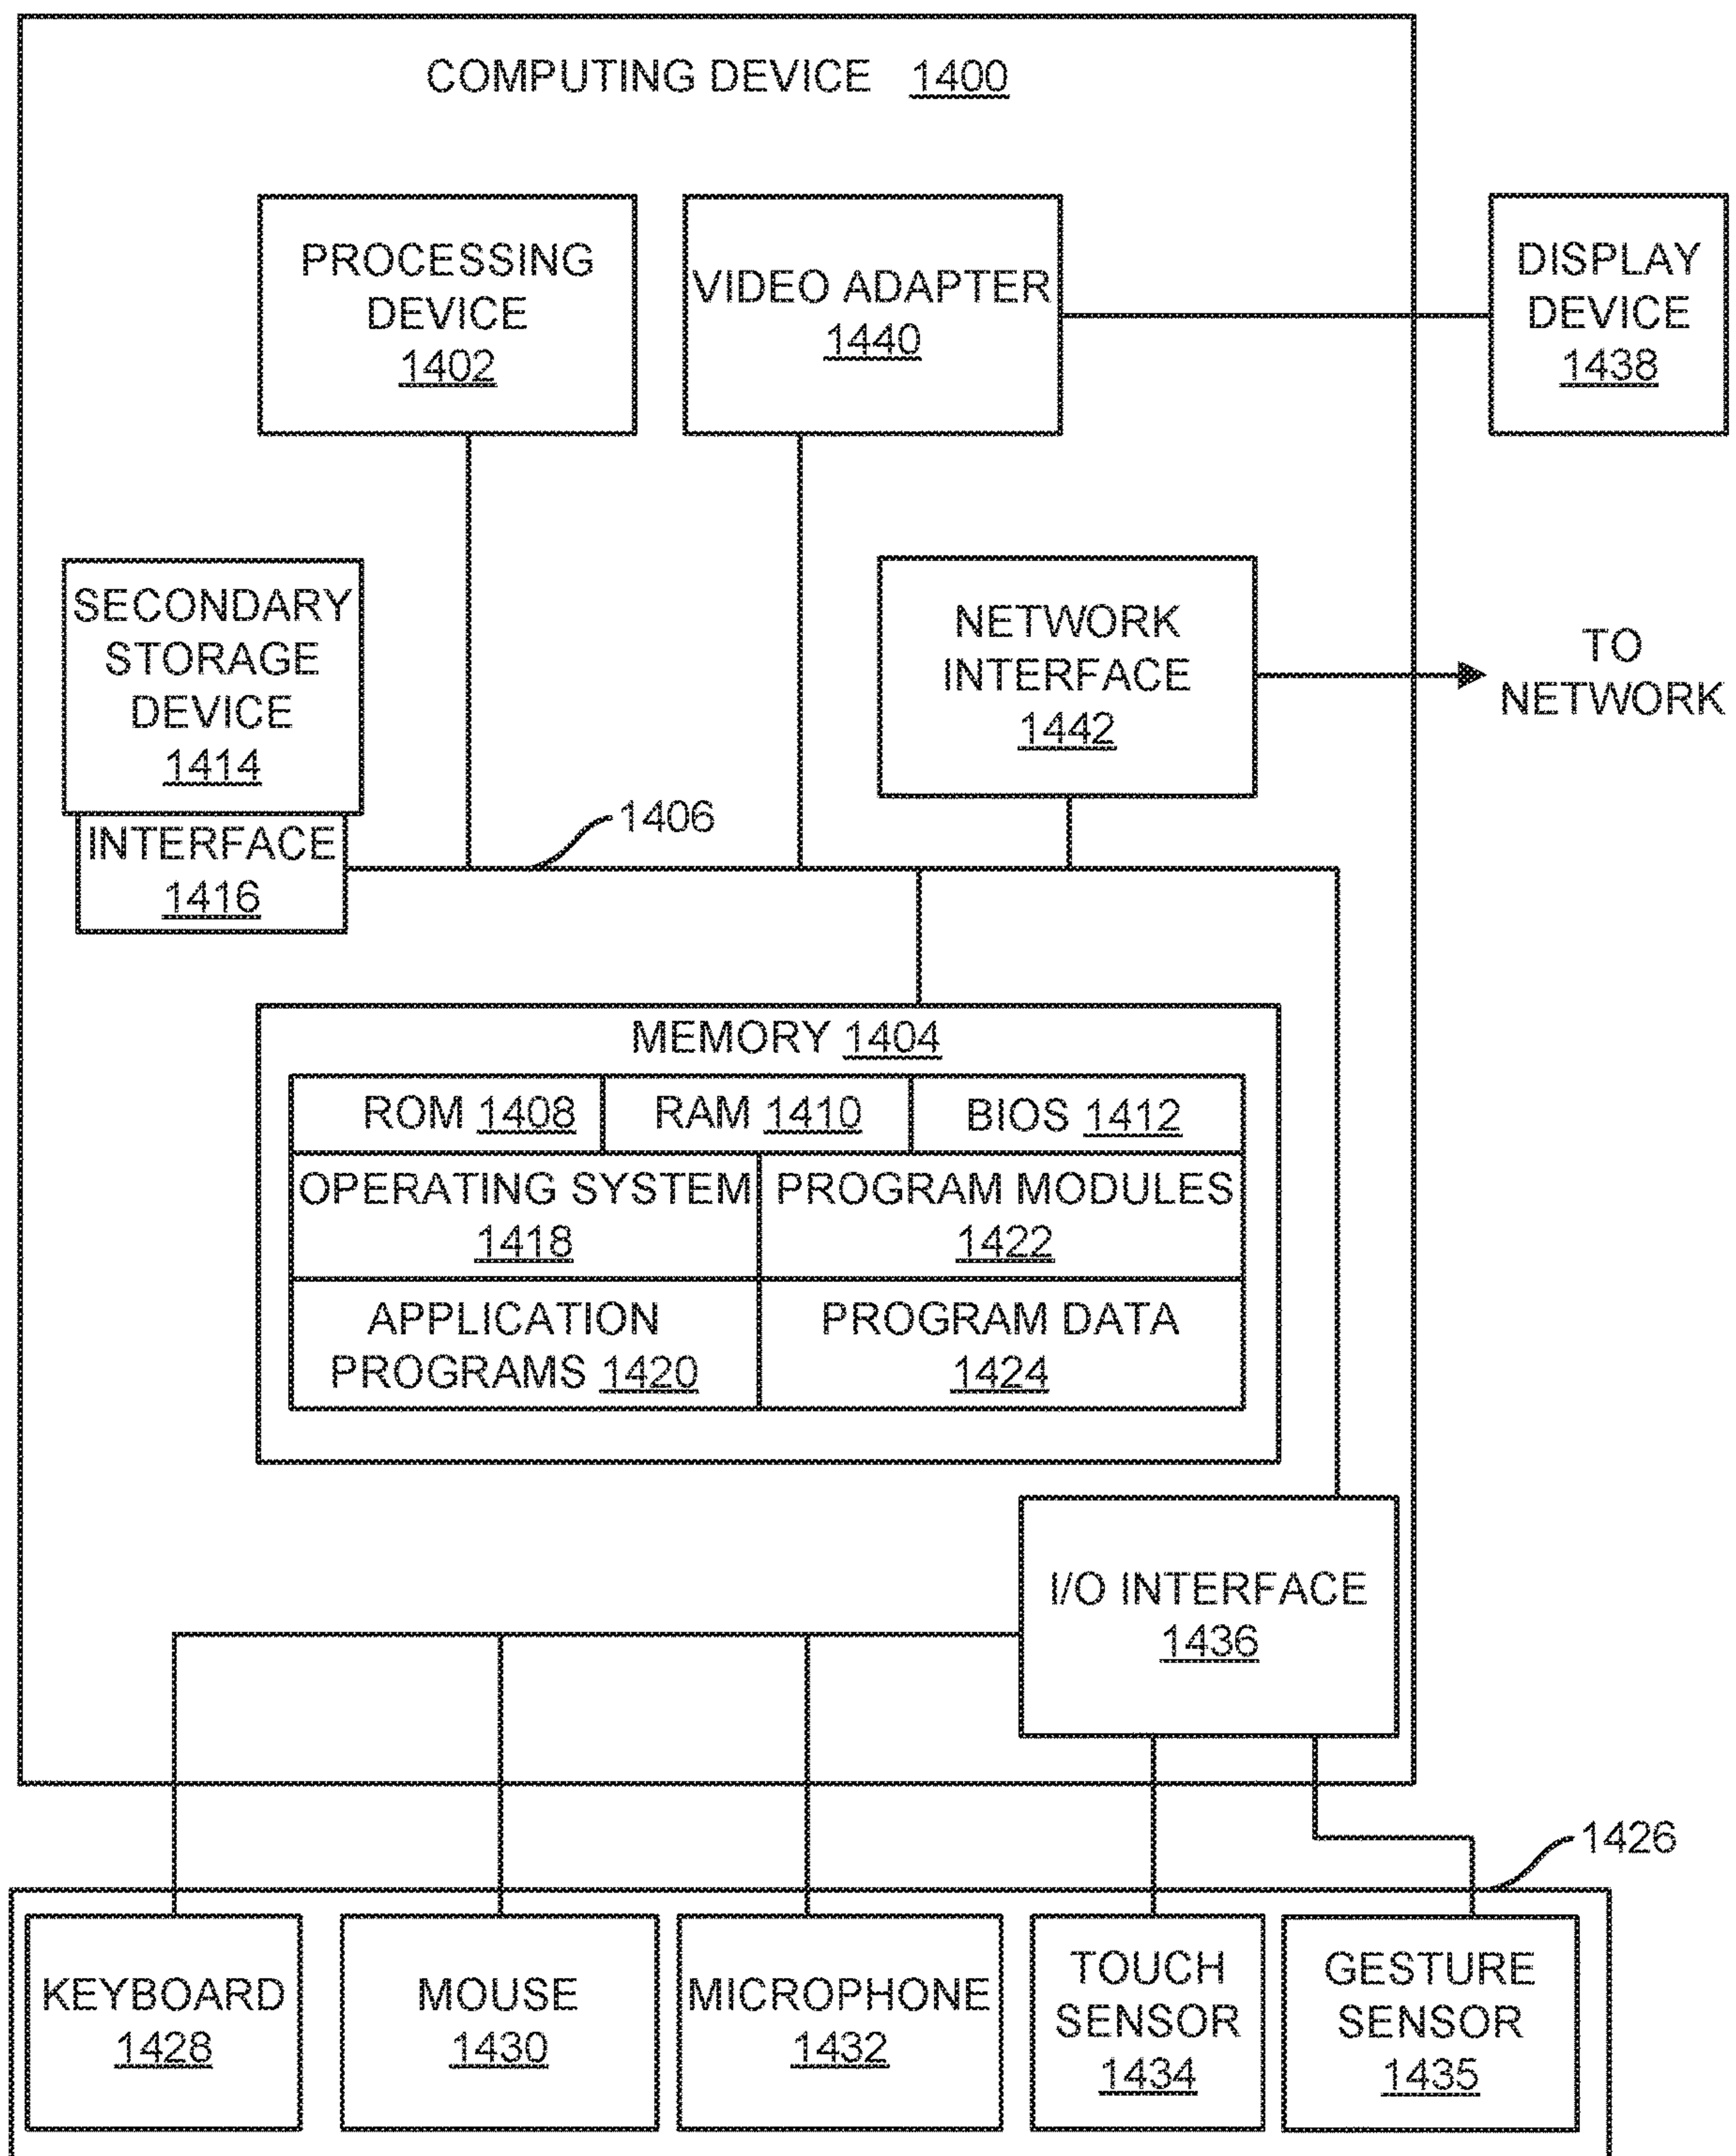 COMPUTING DEVICE 1400
PROCESSING
DEVICE
1402
VIDEO ADAPTER
1440
DISPLAY
DEVICE
1438
SECONDARY
STORAGE
DEVICE
1414
INTERFACE
1416
1406
NETWORK
INTERFACE
1442
TO
NETWORK
MEMORY 1404
ROM 1408
RAM 1410
BIOS 1412
OPERATING SYSTEM
1418
PROGRAM MODULES
1422
APPLICATION
PROGRAMS 1420
PROGRAM DATA
1424
I/O INTERFACE
1436
1426
KEYBOARD
1428
MOUSE
1430
MICROPHONE
1432
TOUCH
SENSOR
1434
GESTURE
SENSOR
1435